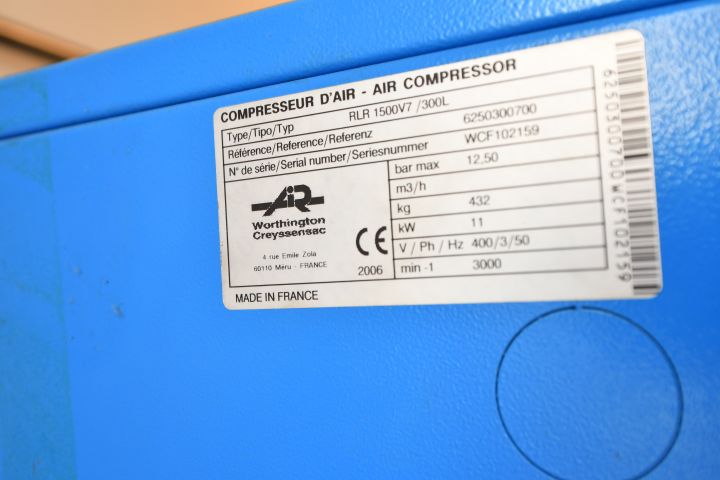 COMPRESSEUR D'AIR - AIR COMPRESSOR
Type/Tipo/Typ RLR 1500V7 /300L
Référence/Reference/Referenz 6250300700
N° de série/Serial number/Seriesnummer WCF102159
bar max 12,50
m3/h
kg 432
kW 11
V / Ph / Hz 400/3/50
min -1 3000
AiR
Worthington
Creyssensac
4 rue Emile Zola
60110 Méru - FRANCE
CE
2006
MADE IN FRANCE
6250300700WCF102159